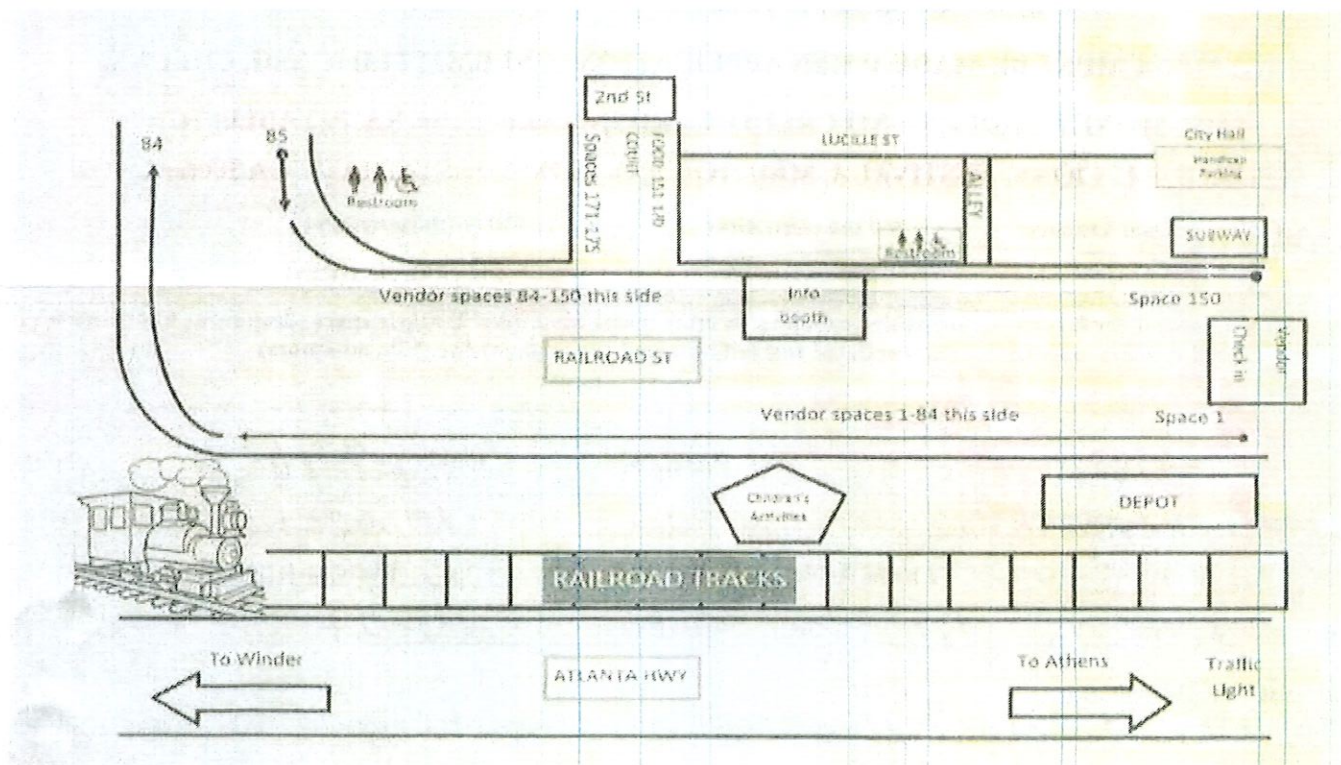 2nd St
84
85
Restroom
Spaces 171-175
Court
LUCILLE ST
ALLEY
City Hall
Handicap
Parking
SUBWAY
Restroom
Vendor spaces 84-150 this side
Info
booth
Space 150
Vendor
Check in
RAILROAD ST
Vendor spaces 1-84 this side
Space 1
Children's
Activities
DEPOT
RAILROAD TRACKS
To Winder
ATLANTA HWY
To Athens
Traffic
Light